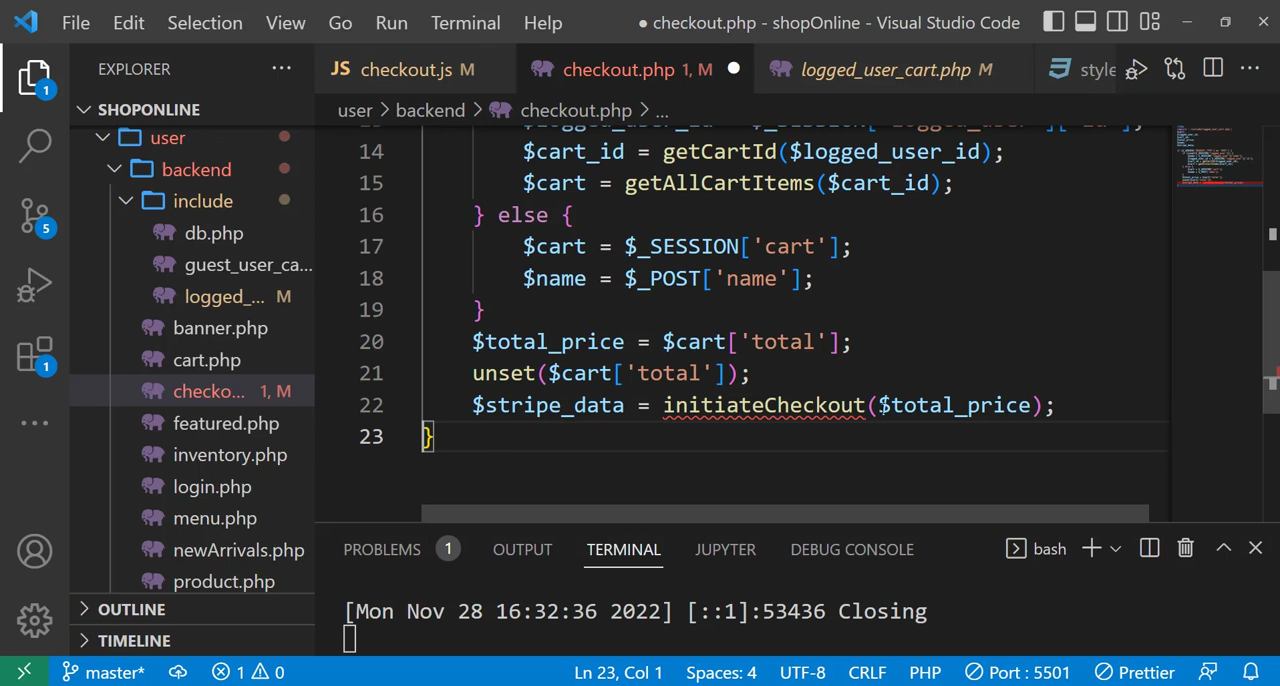 File Edit Selection View Go Run Terminal Help
● checkout.php - shopOnline - Visual Studio Code
EXPLORER
JS checkout.js M
checkout.php 1, M
logged_user_cart.php M
style
SHOPONLINE
user > backend > checkout.php > ...
user
backend
include
db.php
guest_user_ca...
logged_... M
banner.php
cart.php
checko... 1, M
featured.php
inventory.php
login.php
menu.php
newArrivals.php
product.php
OUTLINE
TIMELINE
1
5
1
14 $cart_id = getCartId($logged_user_id);
15 $cart = getAllCartItems($cart_id);
16 } else {
17 $cart = $_SESSION['cart'];
18 $name = $_POST['name'];
19 }
20 $total_price = $cart['total'];
21 unset($cart['total']);
22 $stripe_data = initiateCheckout($total_price);
23 }
PROBLEMS 1 OUTPUT TERMINAL JUPYTER DEBUG CONSOLE
bash
[Mon Nov 28 16:32:36 2022] [::1]:53436 Closing
master* 1 0 Ln 23, Col 1 Spaces: 4 UTF-8 CRLF PHP Port : 5501 Prettier